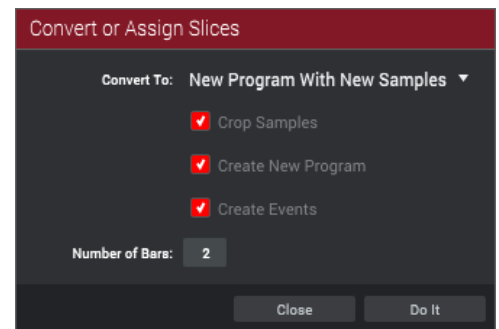 Convert or Assign Slices
Convert To: New Program With New Samples
Crop Samples
Create New Program
Create Events
Number of Bars: 2
Close Do It